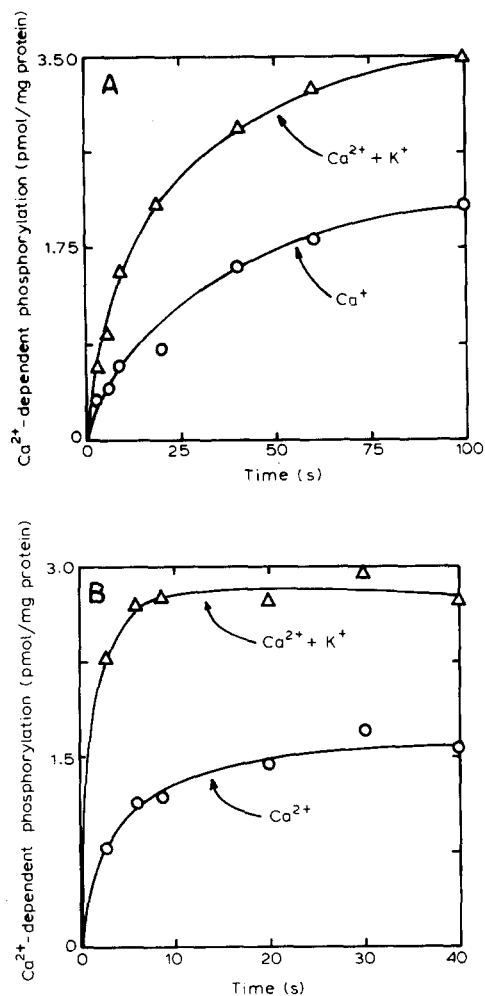 Ca²⁺-dependent phosphorylation (pmol/mg protein)
3.50
1.75
0
A
Ca²⁺ + K⁺
Ca⁺
0 25 50 75 100
Time (s)
Ca²⁺-dependent phosphorylation (pmol/mg protein)
3.0
1.5
0
B
Ca²⁺ + K⁺
Ca²⁺
0 10 20 30 40
Time (s)